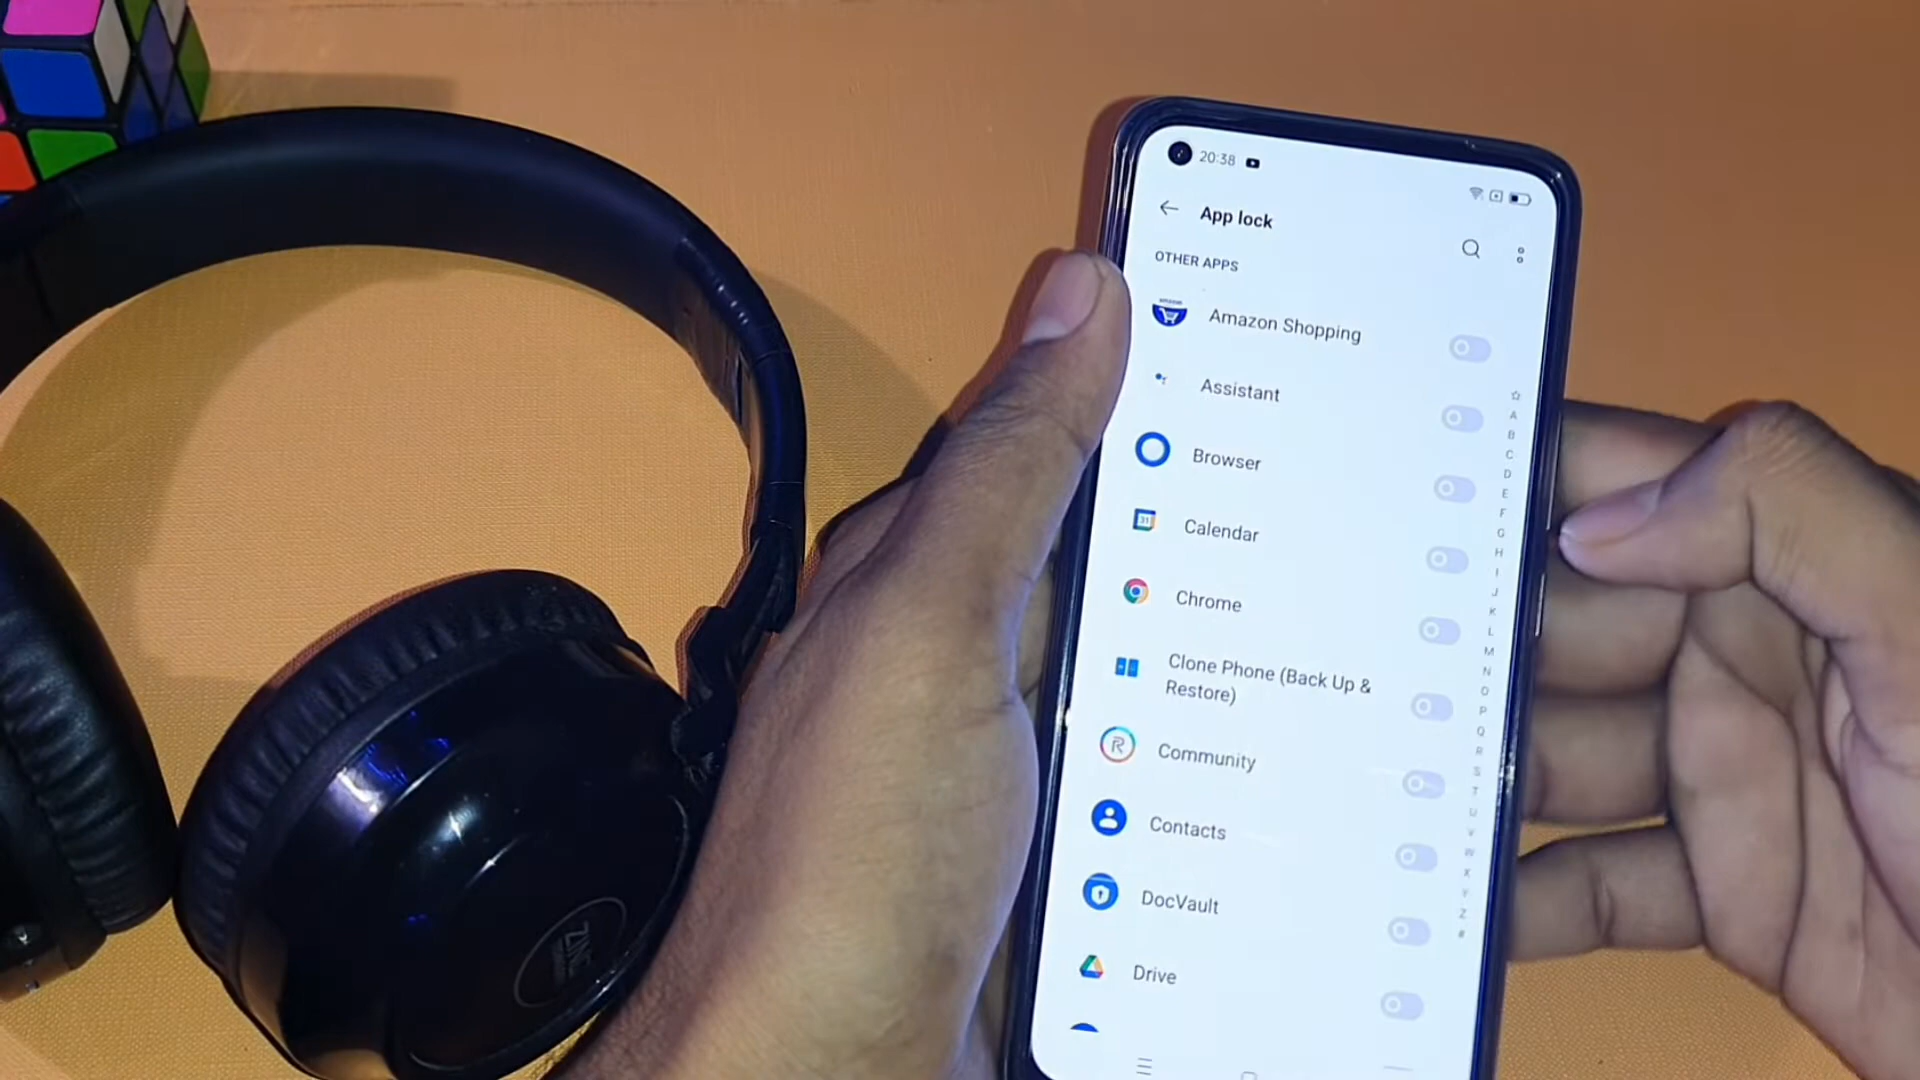 20:38
App lock
OTHER APPS
Amazon Shopping
Assistant
Browser
31
Calendar
Chrome
Clone Phone (Back Up &
Restore)
R
Community
Contacts
DocVault
Drive
A
B
C
D
E
F
G
H
I
J
K
L
M
N
O
P
Q
R
S
T
U
V
W
X
Y
Z
#